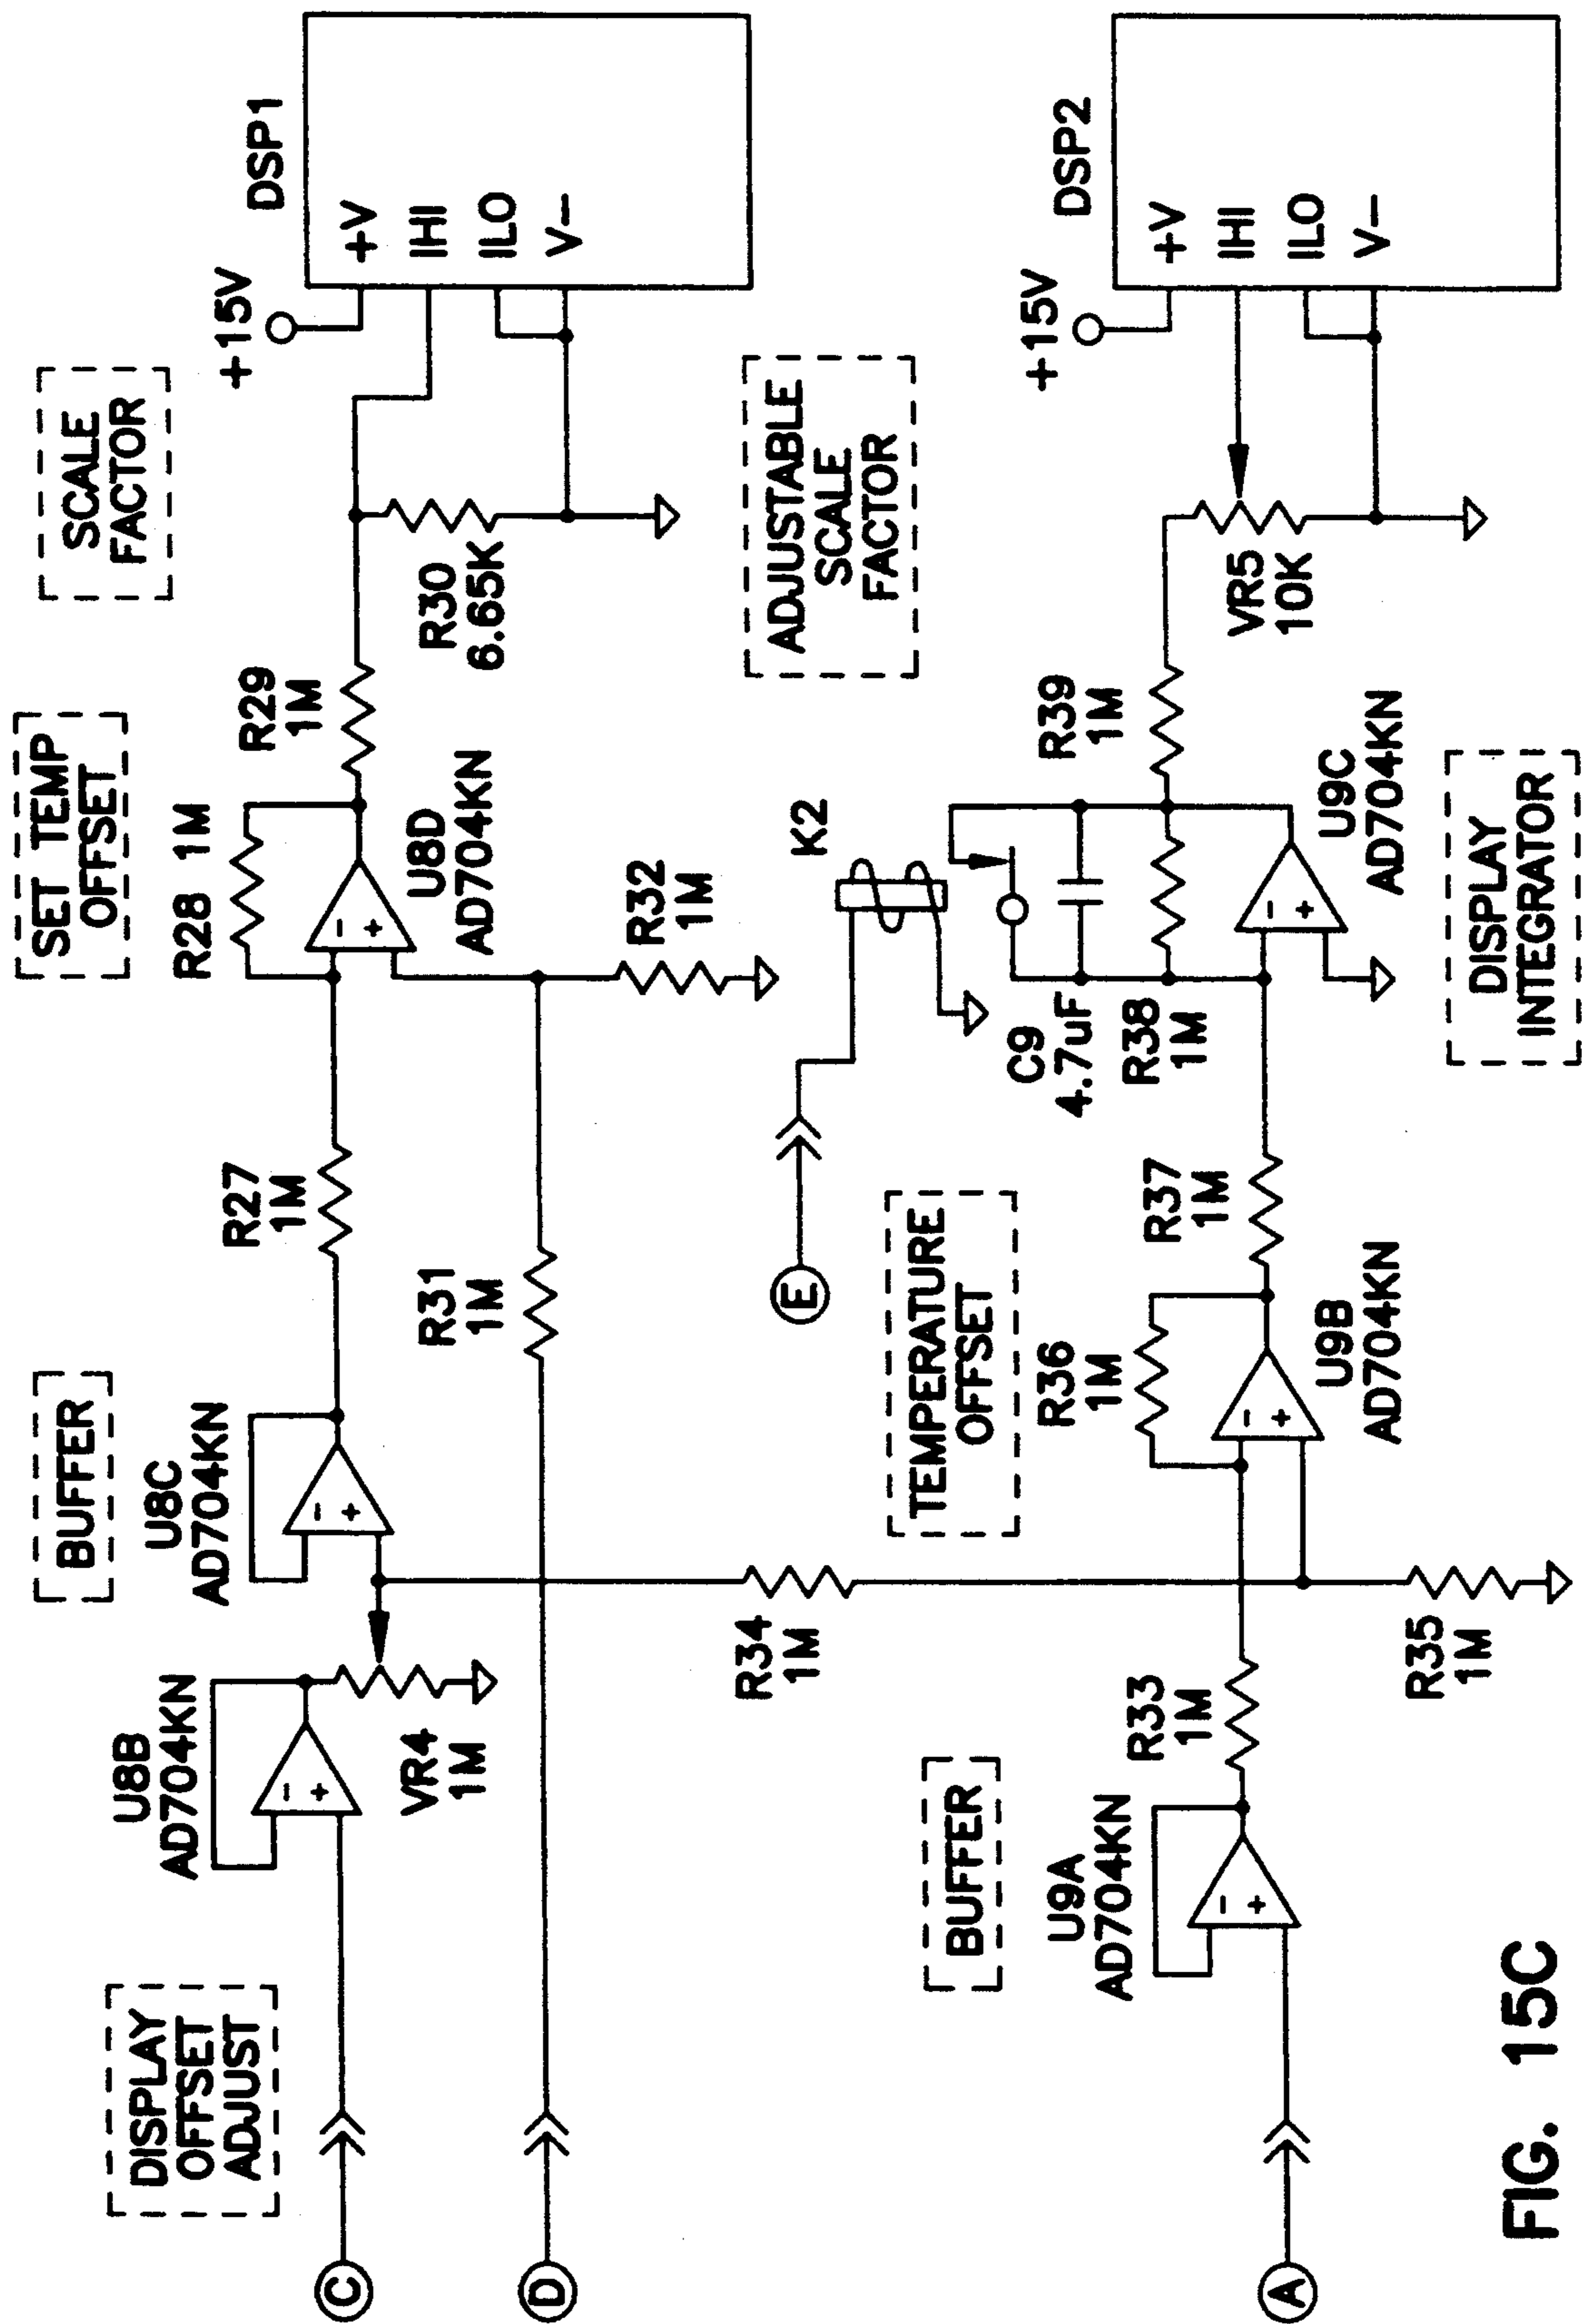 DISPLAY
OFFSET
ADJUST
C
U8B
AD704KN
-
+
VR4
1M
BUFFER
U8C
AD704KN
-
+
R27
1M
SET TEMP
OFFSET
R28 1M
-
+
U8D
AD704KN
R29
1M
SCALE
FACTOR
R30
6.65K
+15V
DSP1
+V
IHI
ILO
V-
D
R31
1M
R32
1M
R34
1M
E
K2
ADJUSTABLE
SCALE
FACTOR
A
BUFFER
U9A
AD704KN
-
+
R33
1M
R35
1M
TEMPERATURE
OFFSET
R36
1M
-
+
U9B
AD704KN
R37
1M
C9
4.7uF
R38
1M
-
+
U9C
AD704KN
DISPLAY
INTEGRATOR
R39
1M
VR5
10K
+15V
DSP2
+V
IHI
ILO
V-
FIG. 15C